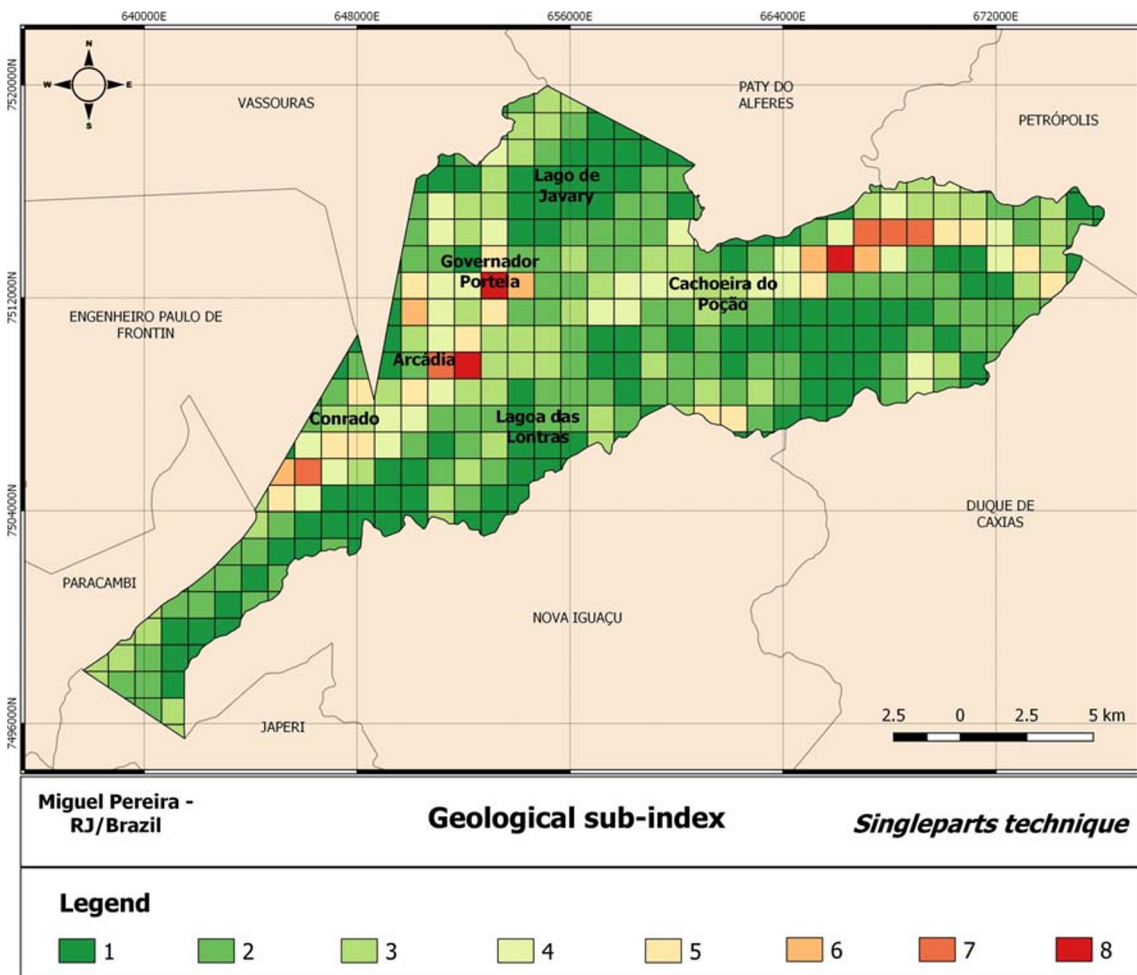 640000E 648000E 656000E 664000E 672000E
7520000N
7512000N
7504000N
7496000N
N
W E
S
VASSOURAS
PATY DO
ALFERES
PETRÓPOLIS
Lago de
Javary
Governador
Portela
Cachoeira do
Poção
ENGENHEIRO PAULO DE
FRONTIN
Arcádia
Conrado
Lagoa das
Lontras
DUQUE DE
CAXIAS
PARACAMBI
NOVA IGUAÇU
JAPERI
2.5 0 2.5 5 km
Miguel Pereira -
RJ/Brazil
Geological sub-index
Singleparts technique
Legend
1 2 3 4 5 6 7 8